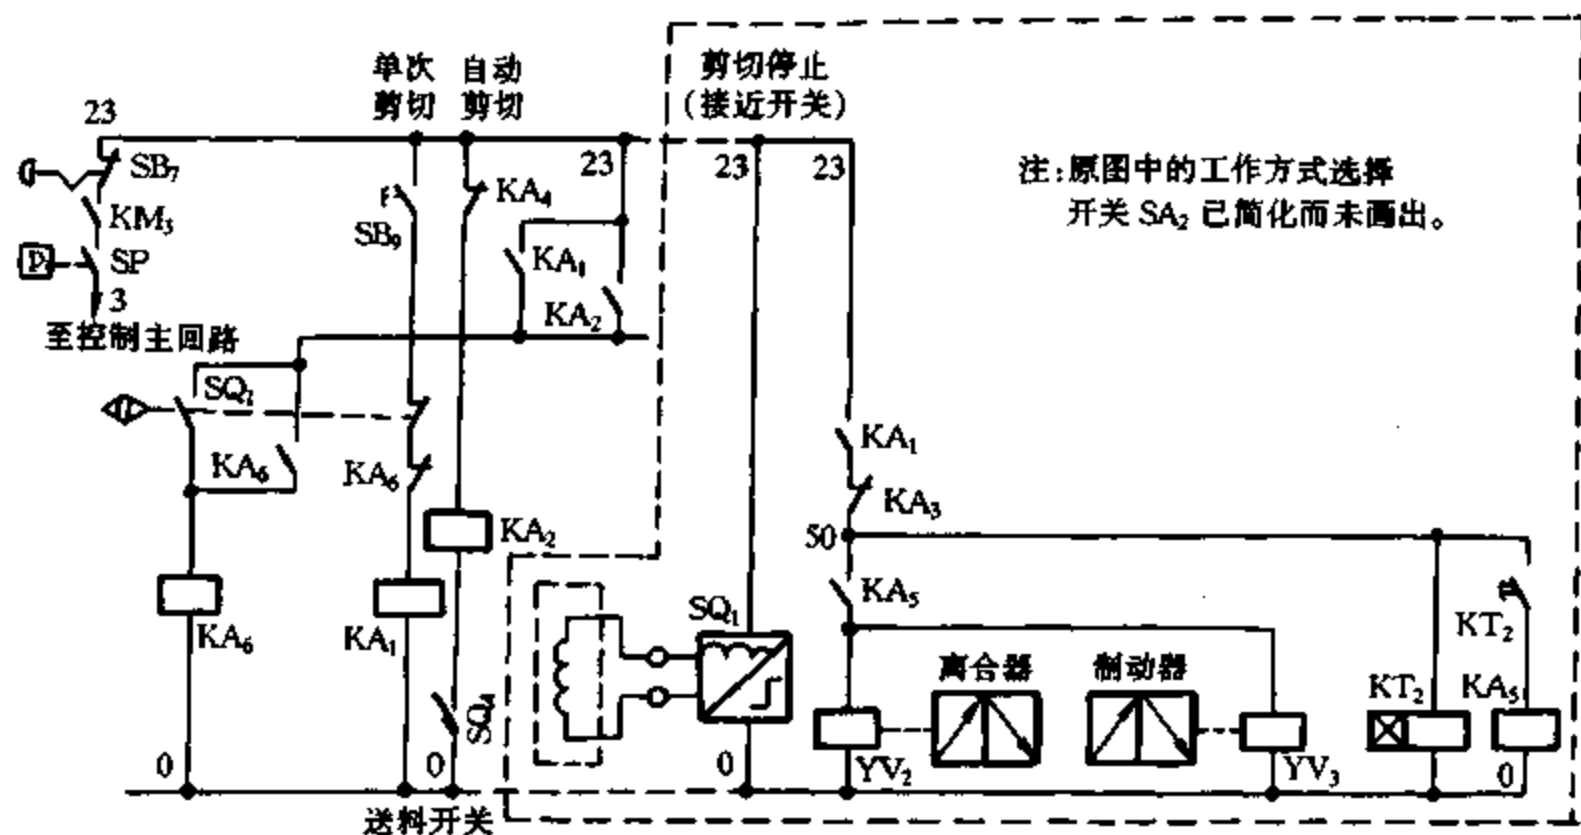 单次 自动
剪切 剪切
剪切停止
(接近开关)
23
SB₇
KM₃
P
SP
3
至控制主回路
23
23
23
KA₄
SB₉
KA₁
KA₂
注:原图中的工作方式选择
开关 SA₂ 已简化而未画出。
SQ₂
KA₆
KA₆
KA₁
KA₃
50
KA₂
KA₅
SQ₁
KT₂
离合器
制动器
KA₆
KA₁
SQ₄
KT₂
KA₅
YV₂
YV₃
0
0
0
0
送料开关